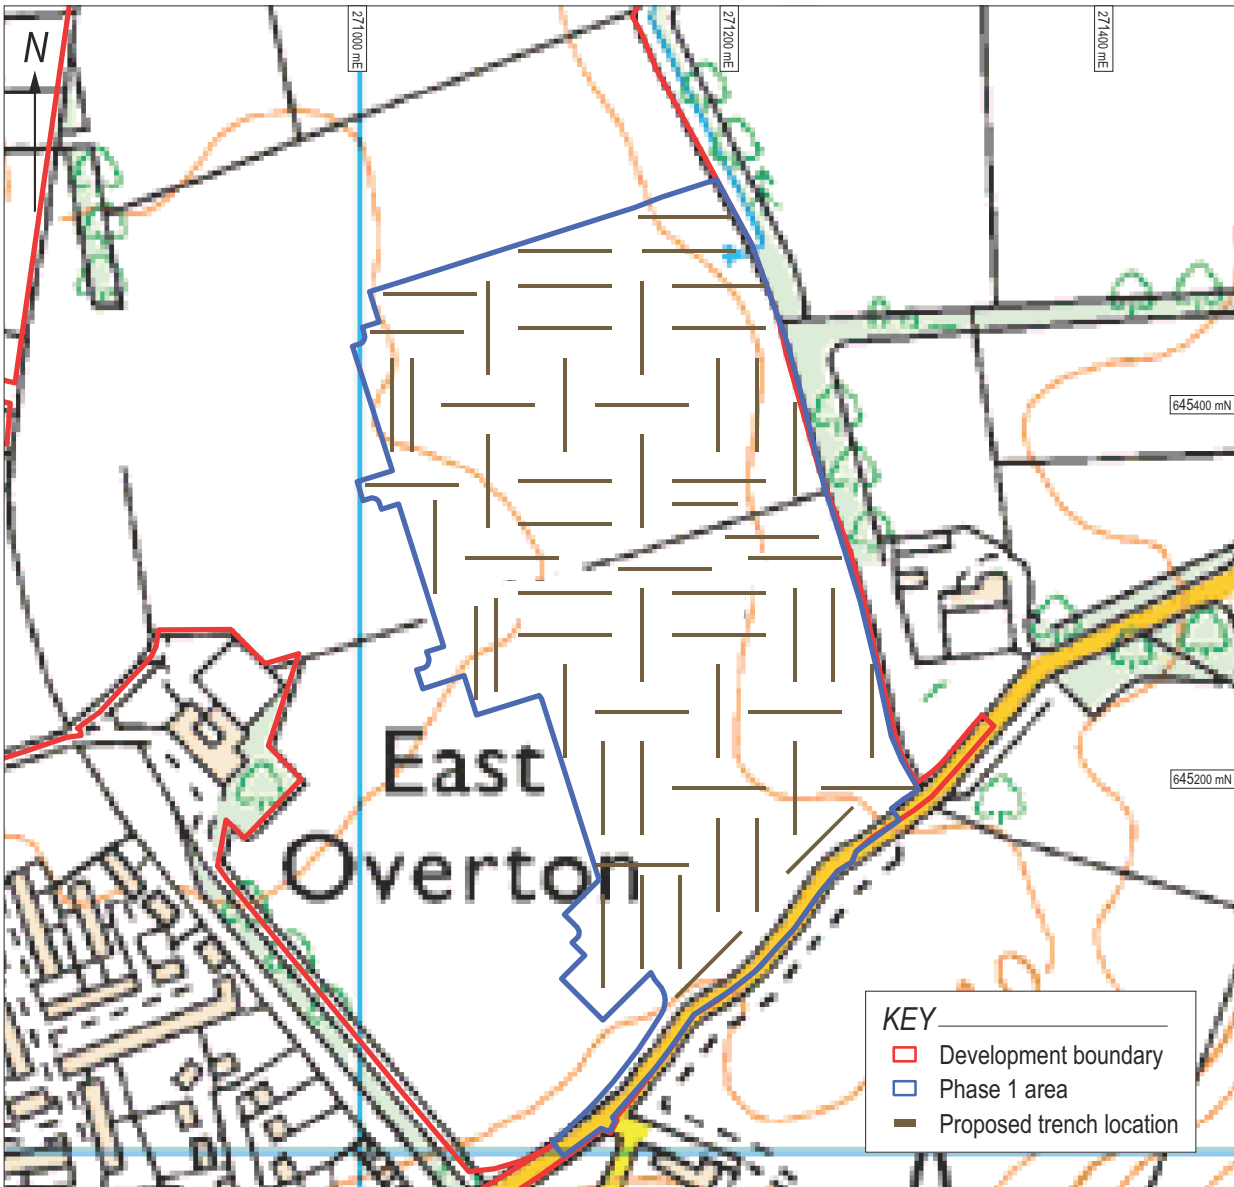 N
271000 mE
271200 mE
271400 mE
645400 mN
645200 mN
East
Overton
KEY
Development boundary
Phase 1 area
Proposed trench location